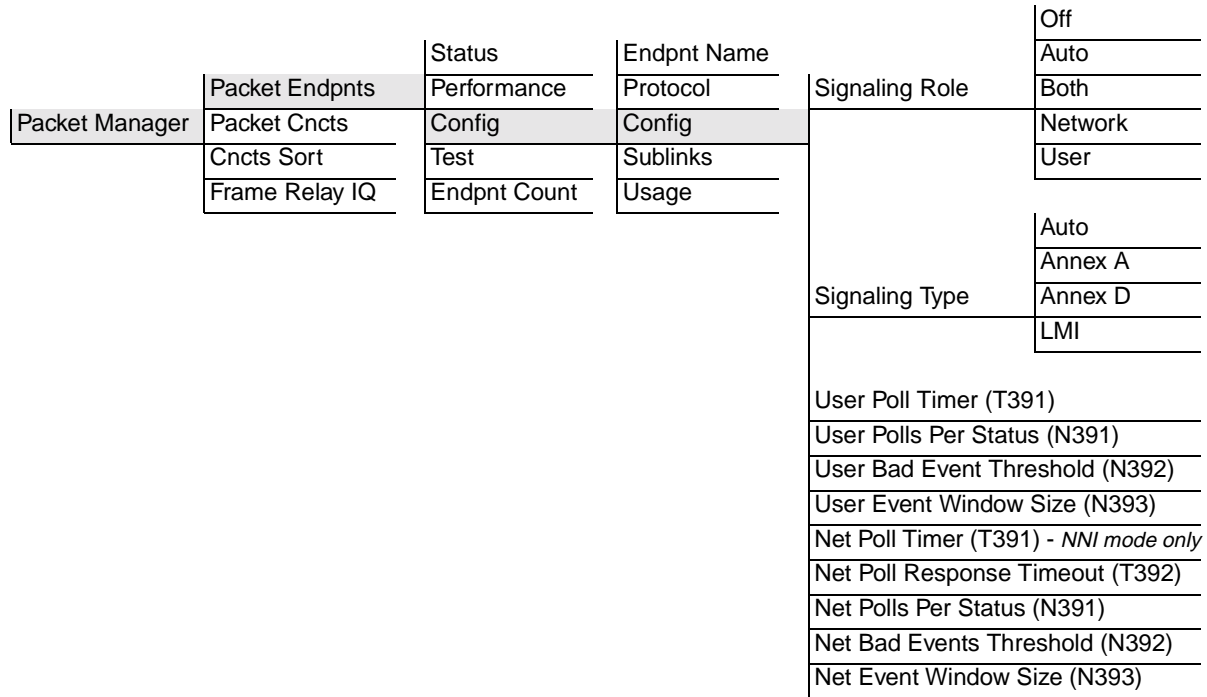 Packet Manager
Packet Endpnts
Packet Cncts
Cncts Sort
Frame Relay IQ
Status
Performance
Config
Test
Endpnt Count
Endpnt Name
Protocol
Config
Sublinks
Usage
Signaling Role
Off
Auto
Both
Network
User
Signaling Type
Auto
Annex A
Annex D
LMI
User Poll Timer (T391)
User Polls Per Status (N391)
User Bad Event Threshold (N392)
User Event Window Size (N393)
Net Poll Timer (T391) - NNI mode only
Net Poll Response Timeout (T392)
Net Polls Per Status (N391)
Net Bad Events Threshold (N392)
Net Event Window Size (N393)